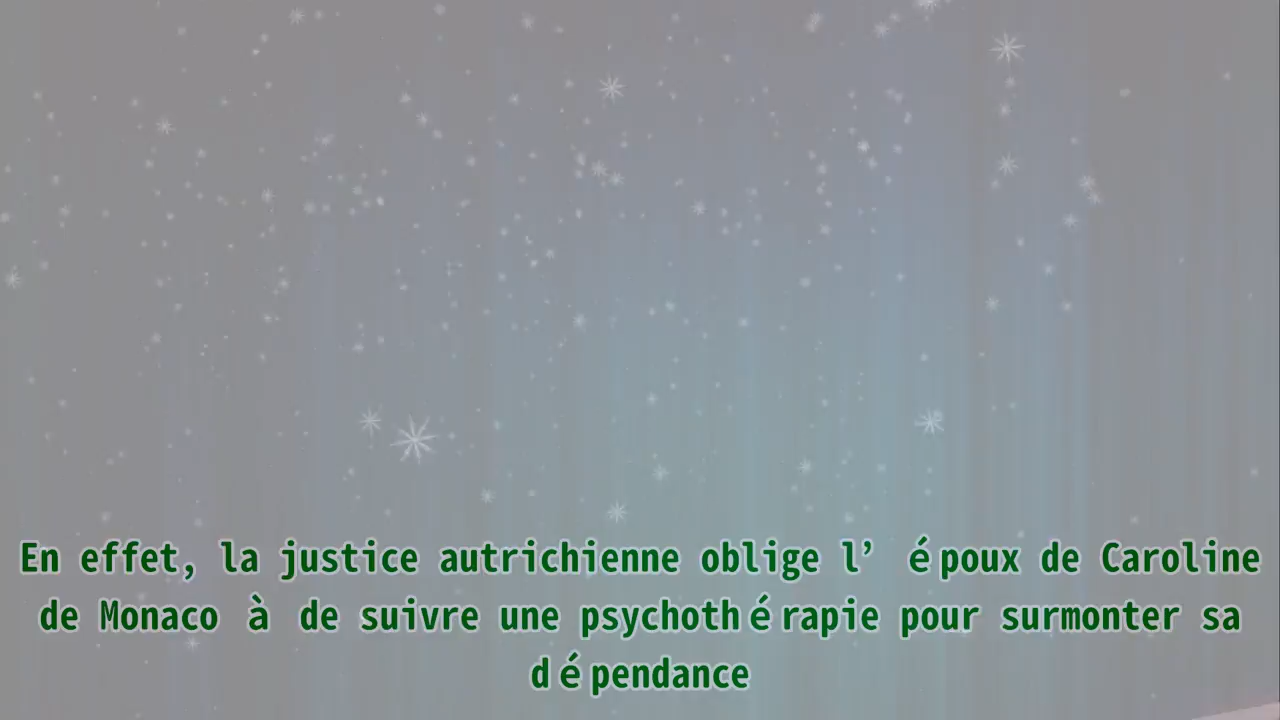 En effet, la justice autrichienne oblige l’ époux de Caroline
de Monaco à de suivre une psychothérapie pour surmonter sa
dépendance